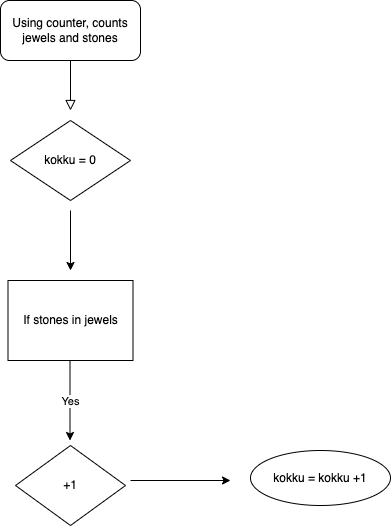 Using counter, counts
jewels and stones
kokku = 0
If stones in jewels
Yes
+1
kokku = kokku +1